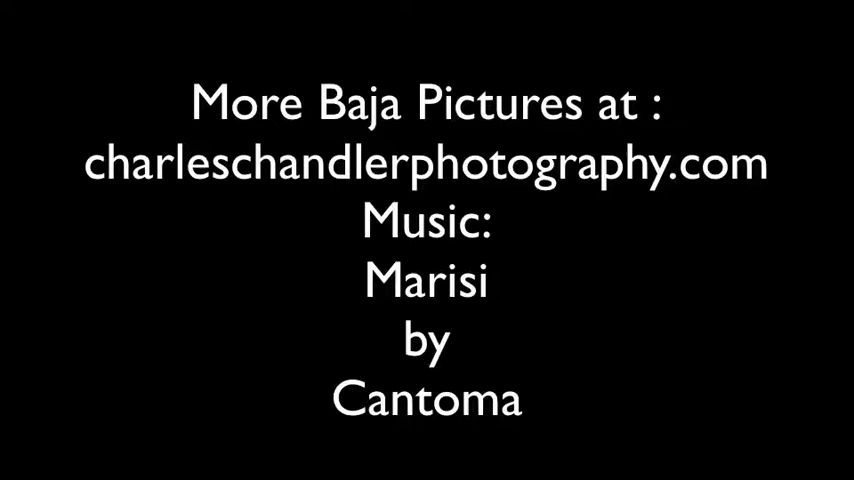 More Baja Pictures at :
charleschandlerphotography.com
Music:
Marisi
by
Cantoma